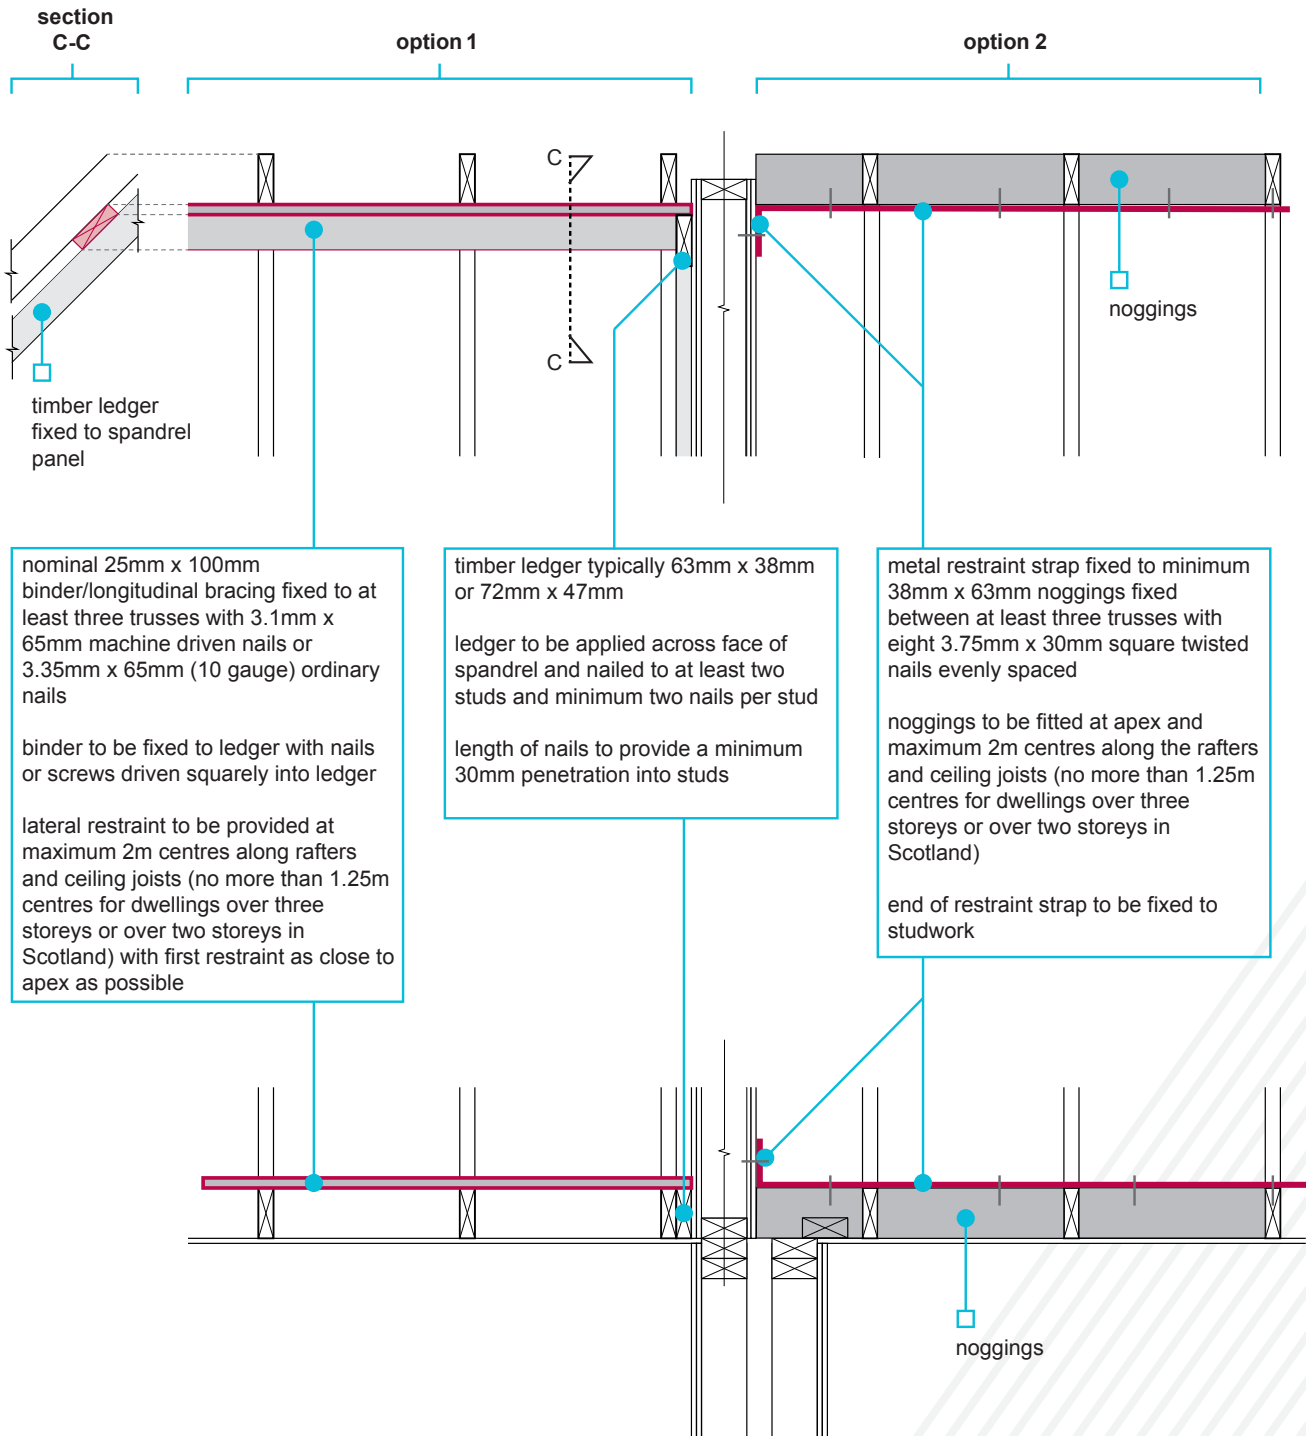 section
C-C
option 1
option 2
C
C
noggings
timber ledger
fixed to spandrel
panel
nominal 25mm x 100mm
binder/longitudinal bracing fixed to at
least three trusses with 3.1mm x
65mm machine driven nails or
3.35mm x 65mm (10 gauge) ordinary
nails
binder to be fixed to ledger with nails
or screws driven squarely into ledger
lateral restraint to be provided at
maximum 2m centres along rafters
and ceiling joists (no more than 1.25m
centres for dwellings over three
storeys or over two storeys in
Scotland) with first restraint as close to
apex as possible
timber ledger typically 63mm x 38mm
or 72mm x 47mm
ledger to be applied across face of
spandrel and nailed to at least two
studs and minimum two nails per stud
length of nails to provide a minimum
30mm penetration into studs
metal restraint strap fixed to minimum
38mm x 63mm noggings fixed
between at least three trusses with
eight 3.75mm x 30mm square twisted
nails evenly spaced
noggings to be fitted at apex and
maximum 2m centres along the rafters
and ceiling joists (no more than 1.25m
centres for dwellings over three
storeys or over two storeys in
Scotland)
end of restraint strap to be fixed to
studwork
noggings